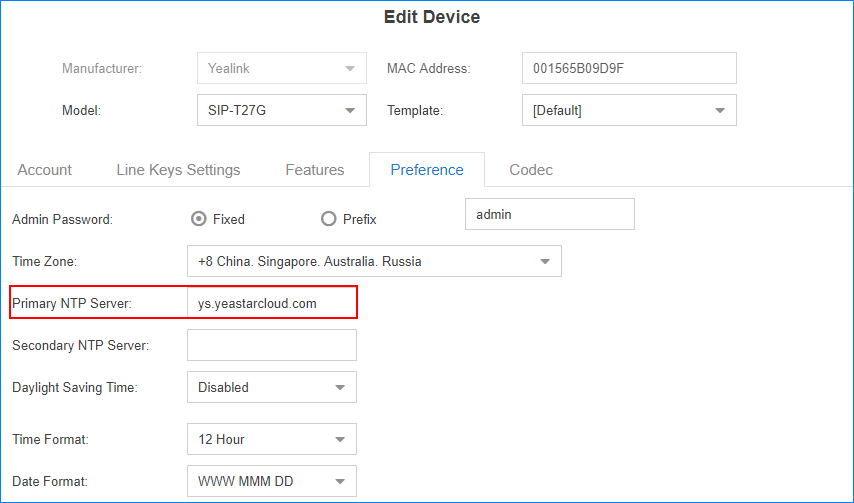 Edit Device
Manufacturer: Yealink MAC Address: 001565B09D9F
Model: SIP-T27G Template: [Default]
Account Line Keys Settings Features Preference Codec
Admin Password: Fixed Prefix admin
Time Zone: +8 China. Singapore. Australia. Russia
Primary NTP Server: ys.yeastarcloud.com
Secondary NTP Server:
Daylight Saving Time: Disabled
Time Format: 12 Hour
Date Format: WWW MMM DD